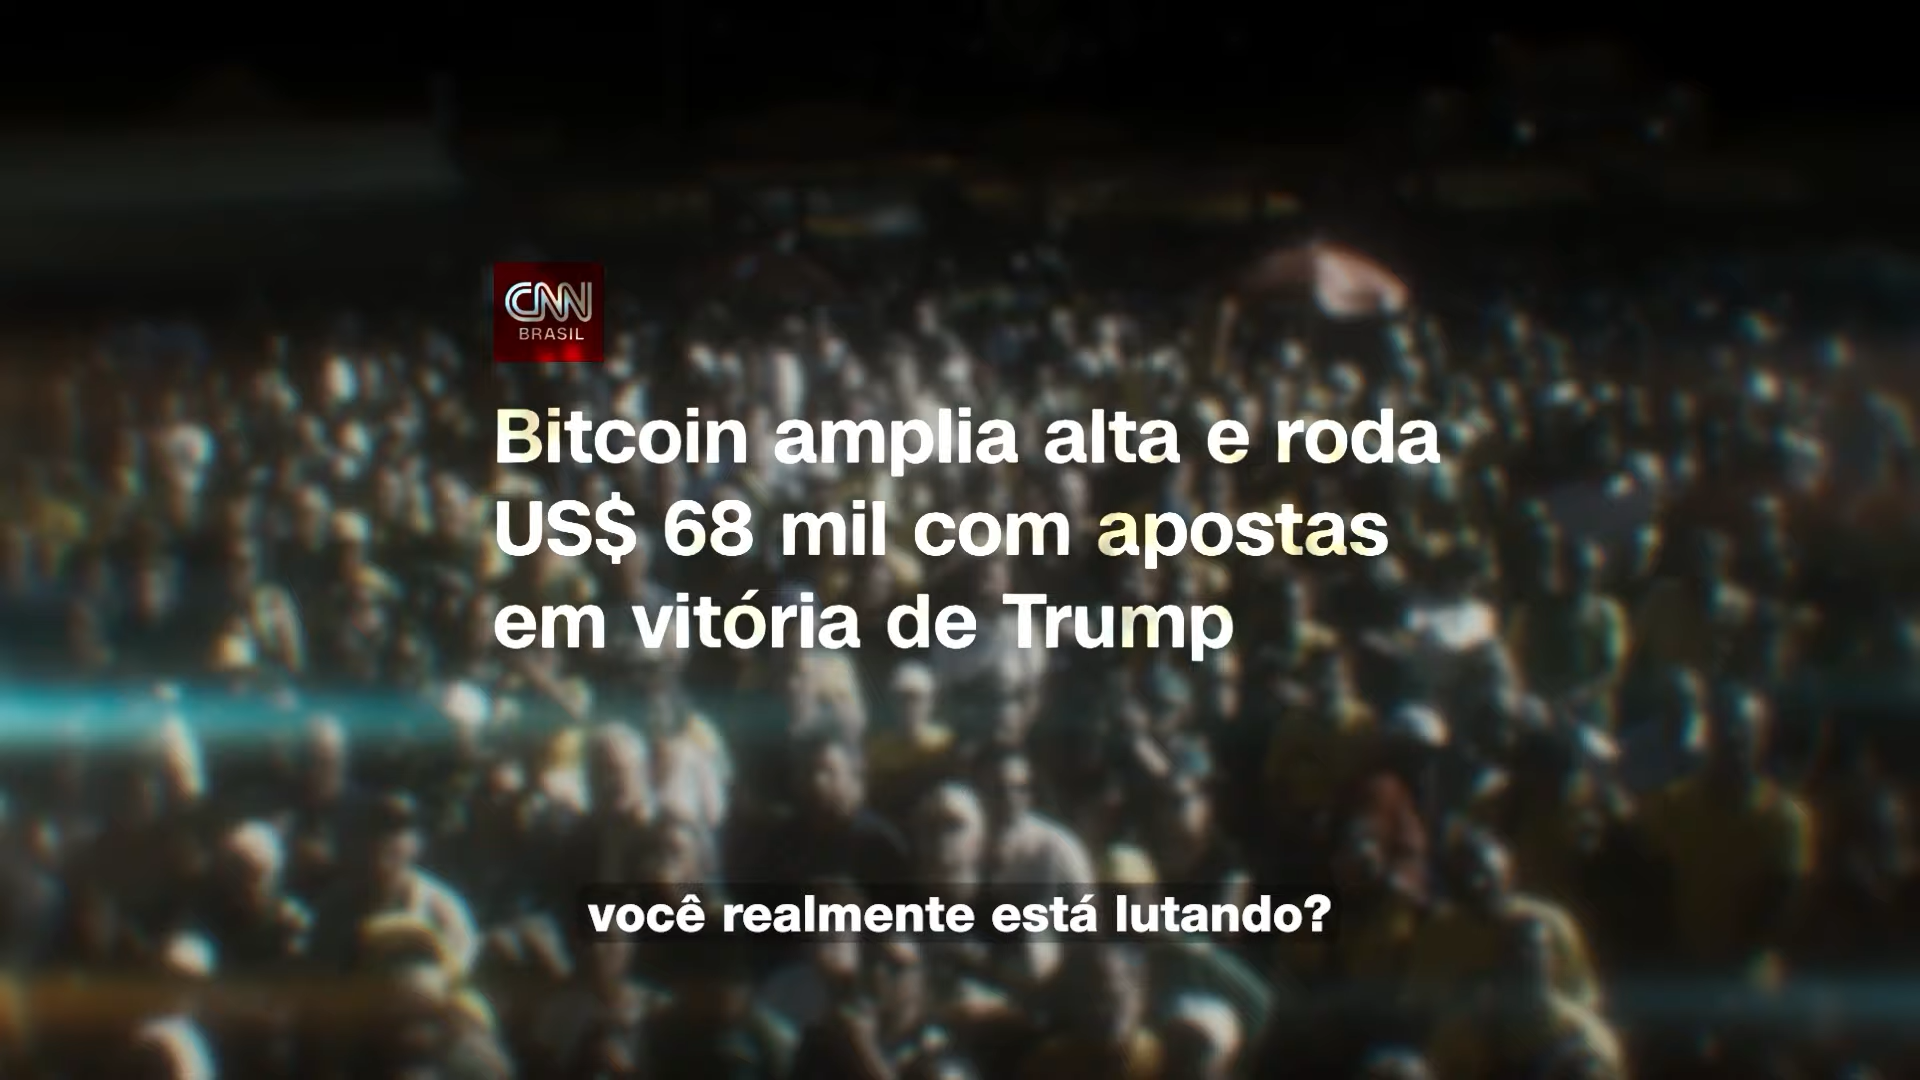 CNN
BRASIL
Bitcoin amplia alta e roda
US$ 68 mil com apostas
em vitória de Trump
você realmente está lutando?